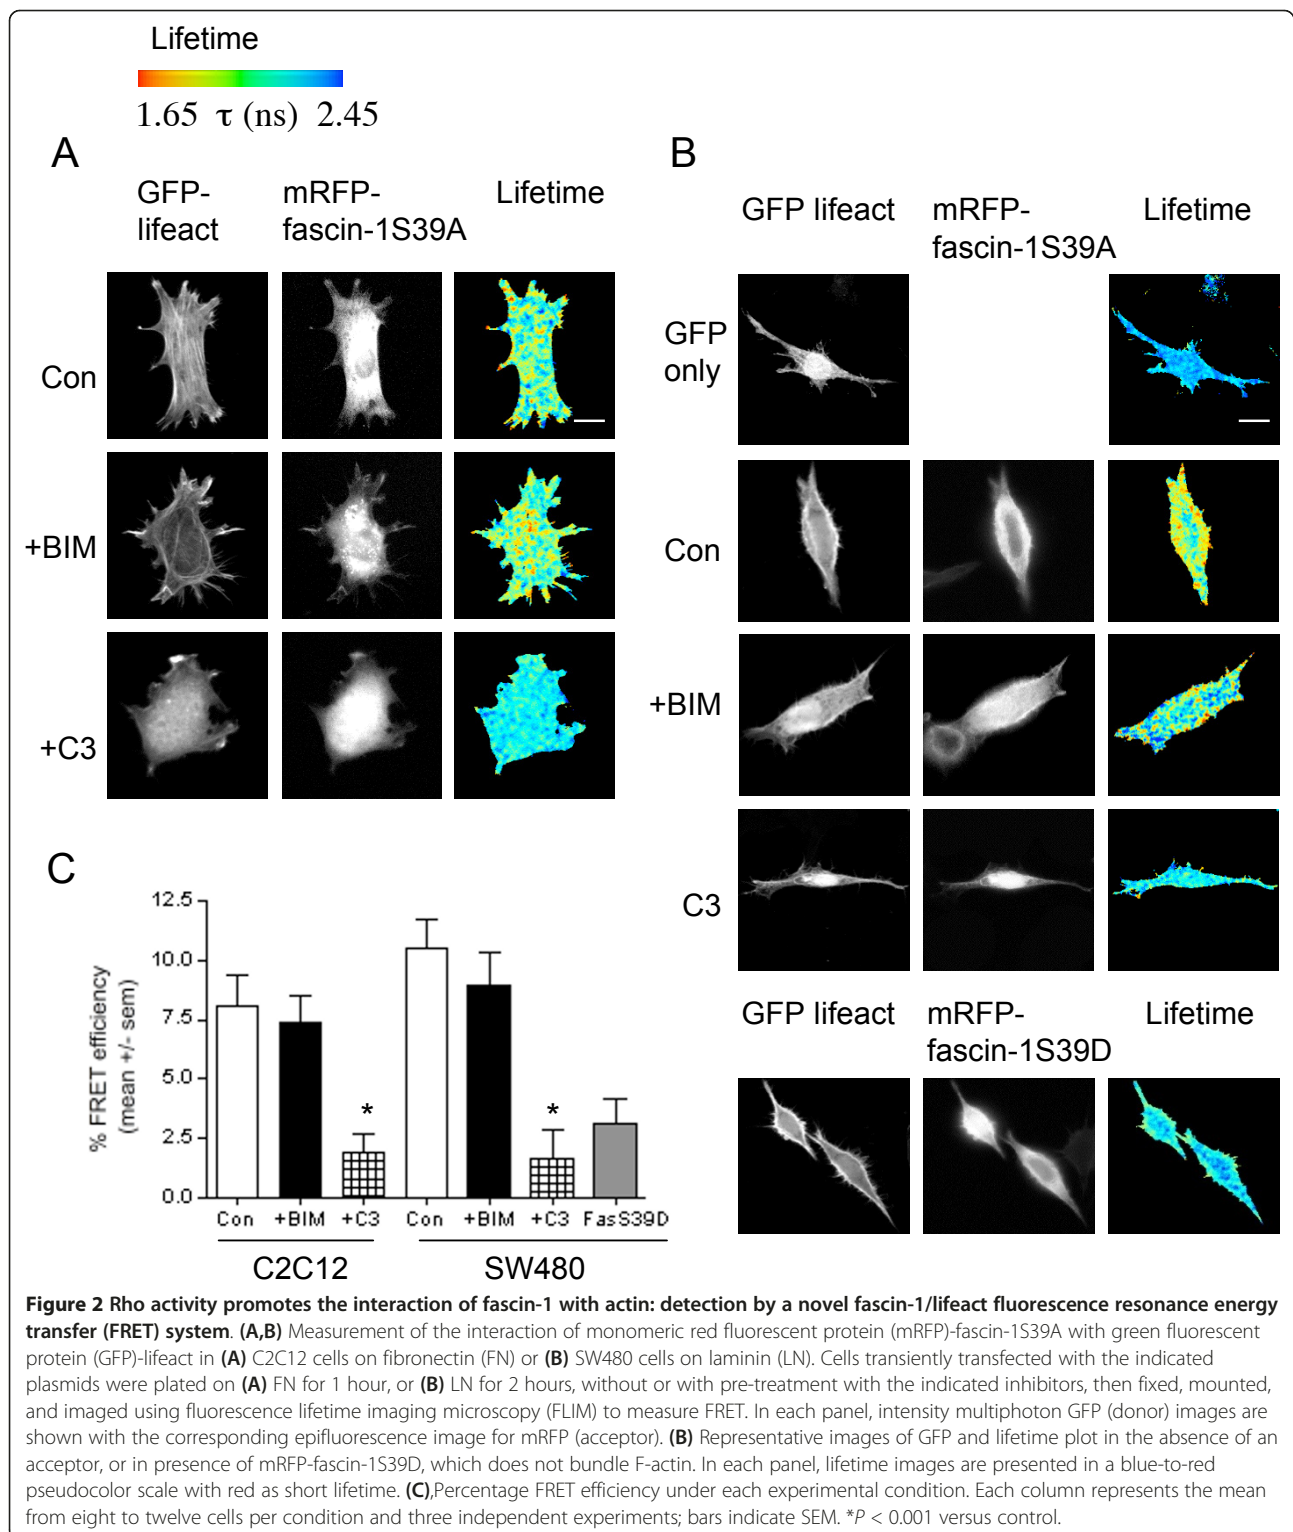 Lifetime
1.65 τ (ns) 2.45
A
GFP-
lifeact
mRFP-
fascin-1S39A
Lifetime
Con
+BIM
+C3
B
GFP lifeact
mRFP-
fascin-1S39A
Lifetime
GFP
only
Con
+BIM
C3
GFP lifeact
mRFP-
fascin-1S39D
Lifetime
C
% FRET efficiency
(mean +/- sem)
12.5
10.0
7.5
5.0
2.5
0.0
*
*
Con +BIM +C3 Con +BIM +C3 FasS39D
C2C12 SW480
Figure 2 Rho activity promotes the interaction of fascin-1 with actin: detection by a novel fascin-1/lifeact fluorescence resonance energy
transfer (FRET) system. (A,B) Measurement of the interaction of monomeric red fluorescent protein (mRFP)-fascin-1S39A with green fluorescent
protein (GFP)-lifeact in (A) C2C12 cells on fibronectin (FN) or (B) SW480 cells on laminin (LN). Cells transiently transfected with the indicated
plasmids were plated on (A) FN for 1 hour, or (B) LN for 2 hours, without or with pre-treatment with the indicated inhibitors, then fixed, mounted,
and imaged using fluorescence lifetime imaging microscopy (FLIM) to measure FRET. In each panel, intensity multiphoton GFP (donor) images are
shown with the corresponding epifluorescence image for mRFP (acceptor). (B) Representative images of GFP and lifetime plot in the absence of an
acceptor, or in presence of mRFP-fascin-1S39D, which does not bundle F-actin. In each panel, lifetime images are presented in a blue-to-red
pseudocolor scale with red as short lifetime. (C),Percentage FRET efficiency under each experimental condition. Each column represents the mean
from eight to twelve cells per condition and three independent experiments; bars indicate SEM. *P < 0.001 versus control.